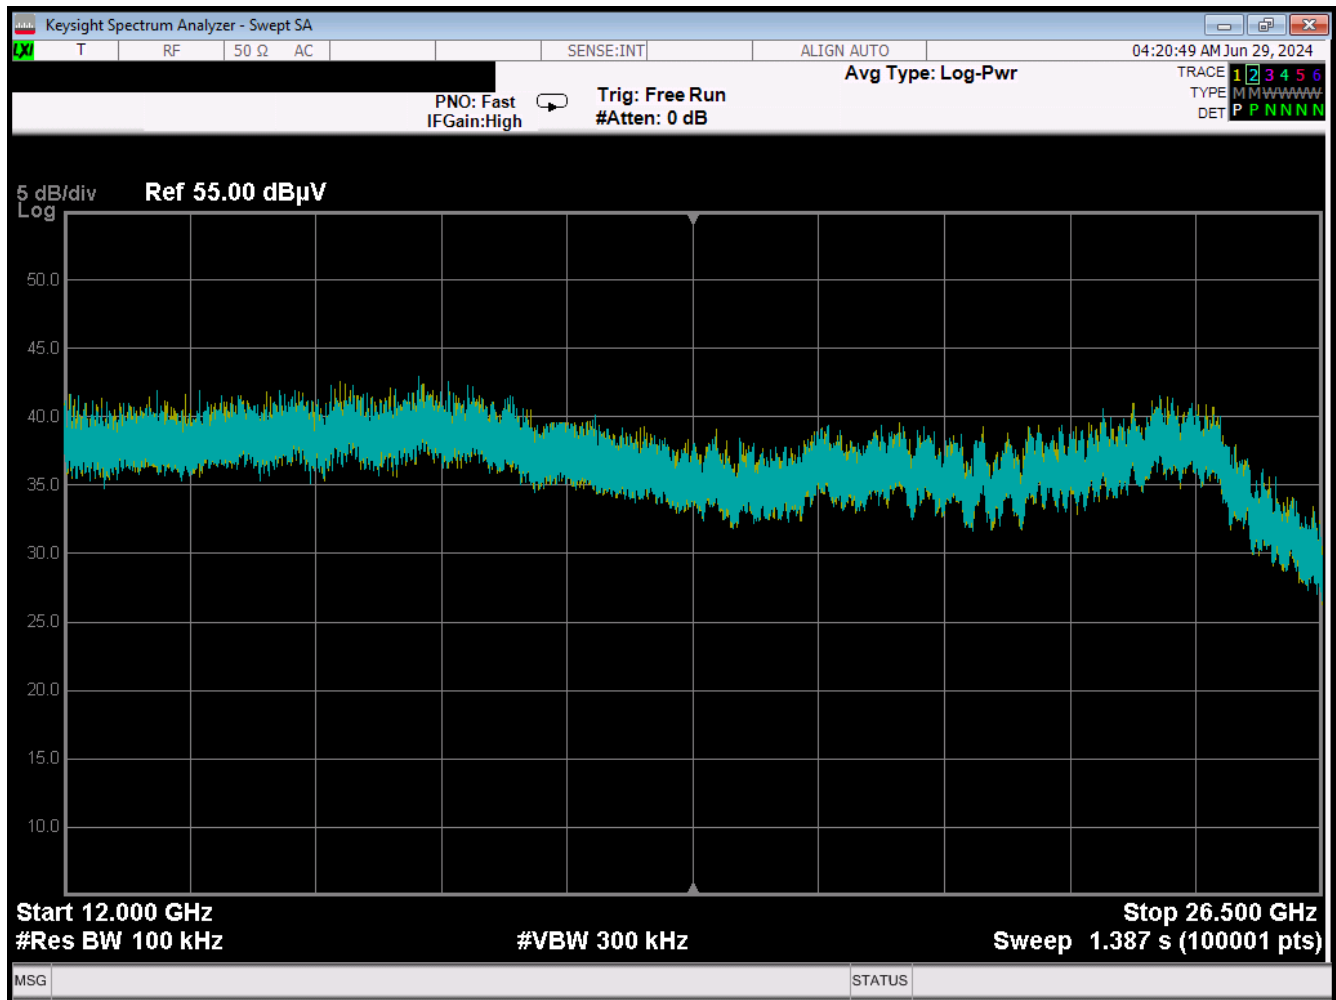 Keysight Spectrum Analyzer - Swept SA
LXI T RF 50 Ω AC SENSE:INT ALIGN AUTO 04:20:49 AM Jun 29, 2024
Avg Type: Log-Pwr
TRACE 1 2 3 4 5 6
TYPE M M W W W W
DET P P N N N N
PNO: Fast
IFGain:High
Trig: Free Run
#Atten: 0 dB
5 dB/div
Log
Ref 55.00 dBµV
50.0
45.0
40.0
35.0
30.0
25.0
20.0
15.0
10.0
Start 12.000 GHz
Stop 26.500 GHz
#Res BW 100 kHz
#VBW 300 kHz
Sweep 1.387 s (100001 pts)
MSG
STATUS